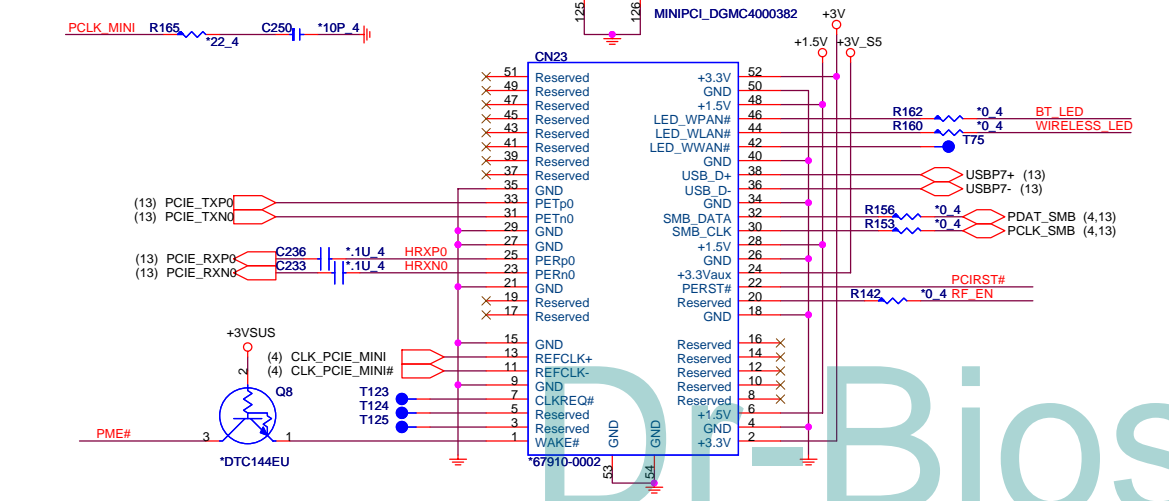 125 126 MINIPCI_DGMC4000382 +3V
PCLK_MINI R165 *22_4 C250 *10P_4
+1.5V +3V_S5
CN23
51 Reserved +3.3V 52
49 Reserved GND 50
47 Reserved +1.5V 48
45 Reserved LED_WPAN# 46 R162 *0_4 BT_LED
43 Reserved LED_WLAN# 44 R160 *0_4 WIRELESS_LED
41 Reserved LED_WWAN# 42 T75
39 Reserved GND 40
37 Reserved USB_D+ 38 USBP7+ (13)
35 GND USB_D- 36 USBP7- (13)
(13) PCIE_TXP0 33 PETp0 GND 34
(13) PCIE_TXN0 31 PETn0 SMB_DATA 32 R156 *0_4 PDAT_SMB (4,13)
29 GND SMB_CLK 30 R153 *0_4 PCLK_SMB (4,13)
27 GND +1.5V 28
(13) PCIE_RXP0 C236 *.1U_4 HRXP0 25 PERp0 GND 26
(13) PCIE_RXN0 C233 *.1U_4 HRXN0 23 PERn0 +3.3Vaux 24
21 GND PERST# 22 PCIRST#
19 Reserved Reserved 20 R142 *0_4 RF_EN
17 Reserved GND 18
15 GND Reserved 16
+3VSUS
(4) CLK_PCIE_MINI 13 REFCLK+ Reserved 14
(4) CLK_PCIE_MINI# 11 REFCLK- Reserved 12
9 GND Reserved 10
2 Q8 T123 7 CLKREQ# Reserved 8
T124 5 Reserved +1.5V 6
T125 3 Reserved GND 4
PME# 3 1 1 WAKE# GND GND +3.3V 2
*DTC144EU *67910-0002 53 54
Dr-Bios